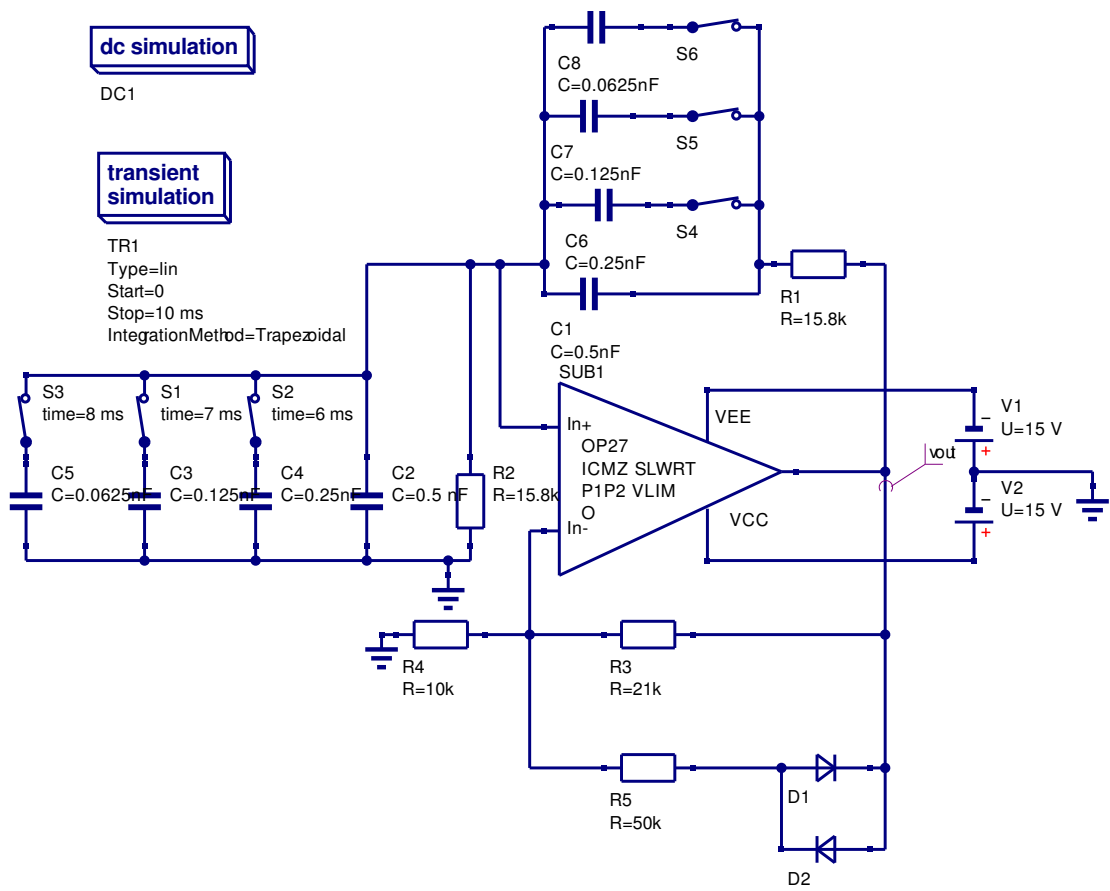 dc simulation
DC1
transient
simulation
TR1
Type=lin
Start=0
Stop=10 ms
IntegrationMethod=Trapezoidal
S6
C8
C=0.0625nF
S5
C7
C=0.125nF
S4
C6
C=0.25nF
R1
R=15.8k
C1
C=0.5nF
SUB1
S3
time=8 ms
S1
time=7 ms
S2
time=6 ms
C5
C=0.0625nF
C3
C=0.125nF
C4
C=0.25nF
C2
C=0.5 nF
R2
R=15.8k
In+
OP27
ICMZ SLWRT
P1P2 VLIM
O
In-
VEE
VCC
vout
V1
U=15 V
V2
U=15 V
− +
− +
R4
R=10k
R3
R=21k
R5
R=50k
D1
D2